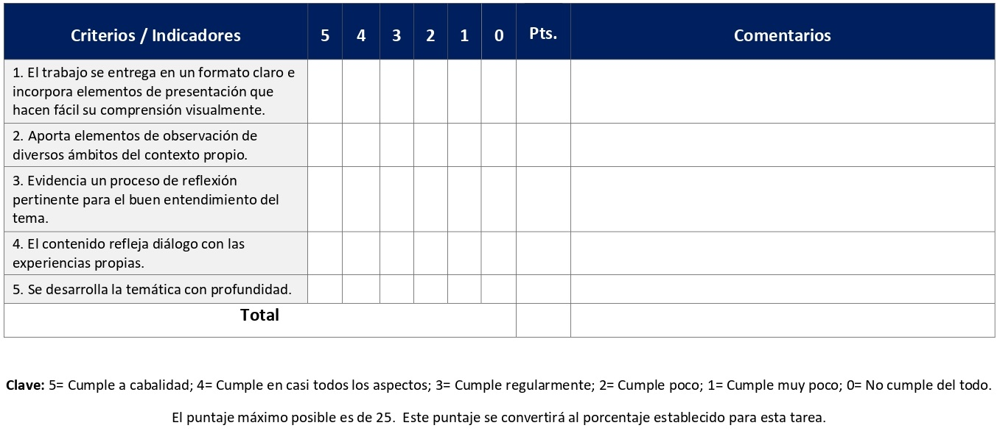 Criterios / Indicadores 5 4 3 2 1 0 Pts. Comentarios
1. El trabajo se entrega en un formato claro e
incorpora elementos de presentación que
hacen fácil su comprensión visualmente.
2. Aporta elementos de observación de
diversos ámbitos del contexto propio.
3. Evidencia un proceso de reflexión
pertinente para el buen entendimiento del
tema.
4. El contenido refleja diálogo con las
experiencias propias.
5. Se desarrolla la temática con profundidad.
Total
Clave: 5= Cumple a cabalidad; 4= Cumple en casi todos los aspectos; 3= Cumple regularmente; 2= Cumple poco; 1= Cumple muy poco; 0= No cumple del todo.
El puntaje máximo posible es de 25. Este puntaje se convertirá al porcentaje establecido para esta tarea.